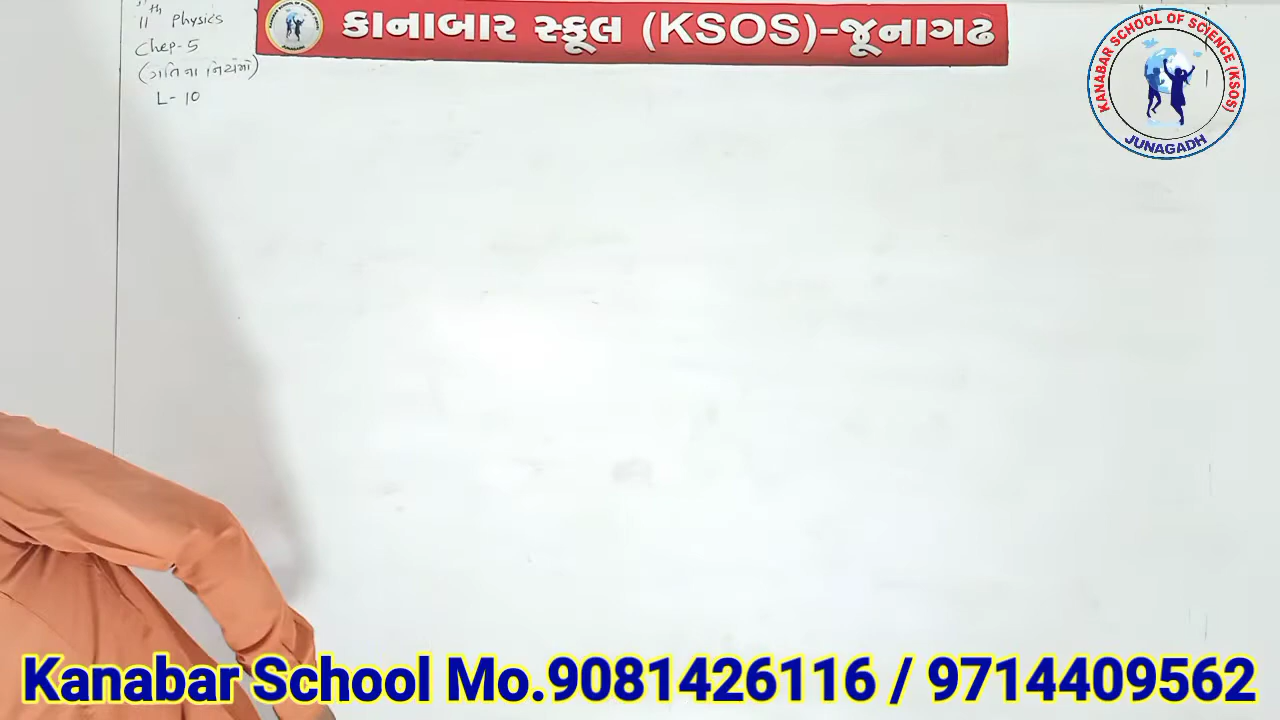 11th Physics
Chep-5
(ગતિના નિયમો)
L-10
કાનાબાર સ્કૂલ (KSOS)-જૂનાગઢ
JUNAGADH
KANABAR SCHOOL OF SCIENCE (KSOS)
JUNAGADH
Kanabar School Mo.9081426116 / 9714409562